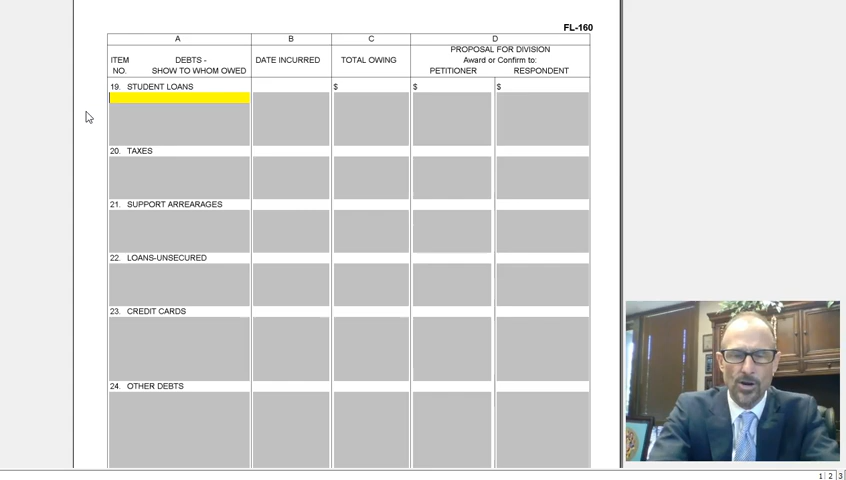 FL-160
A B C D
PROPOSAL FOR DIVISION
ITEM DEBTS - DATE INCURRED TOTAL OWING Award or Confirm to:
NO. SHOW TO WHOM OWED PETITIONER RESPONDENT
19. STUDENT LOANS $ $ $
20. TAXES
21. SUPPORT ARREARAGES
22. LOANS-UNSECURED
23. CREDIT CARDS
24. OTHER DEBTS
1 2 3